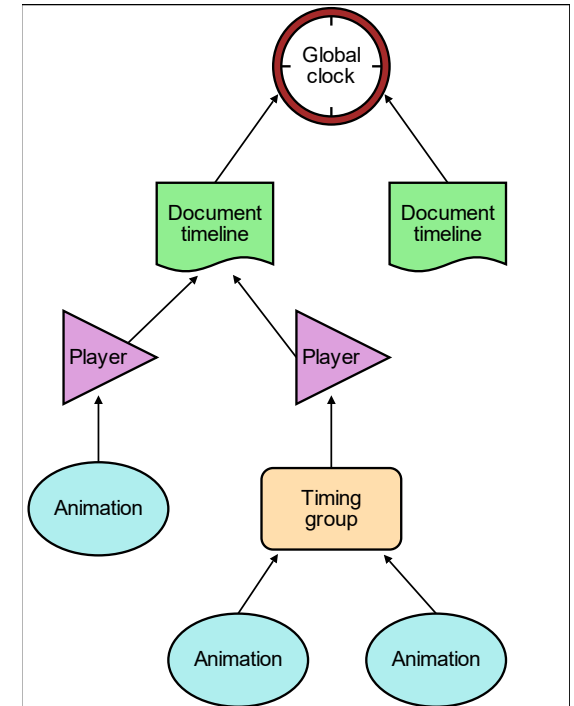 Global
clock
Document
timeline
Document
timeline
Player
Player
Animation
Timing
group
Animation
Animation